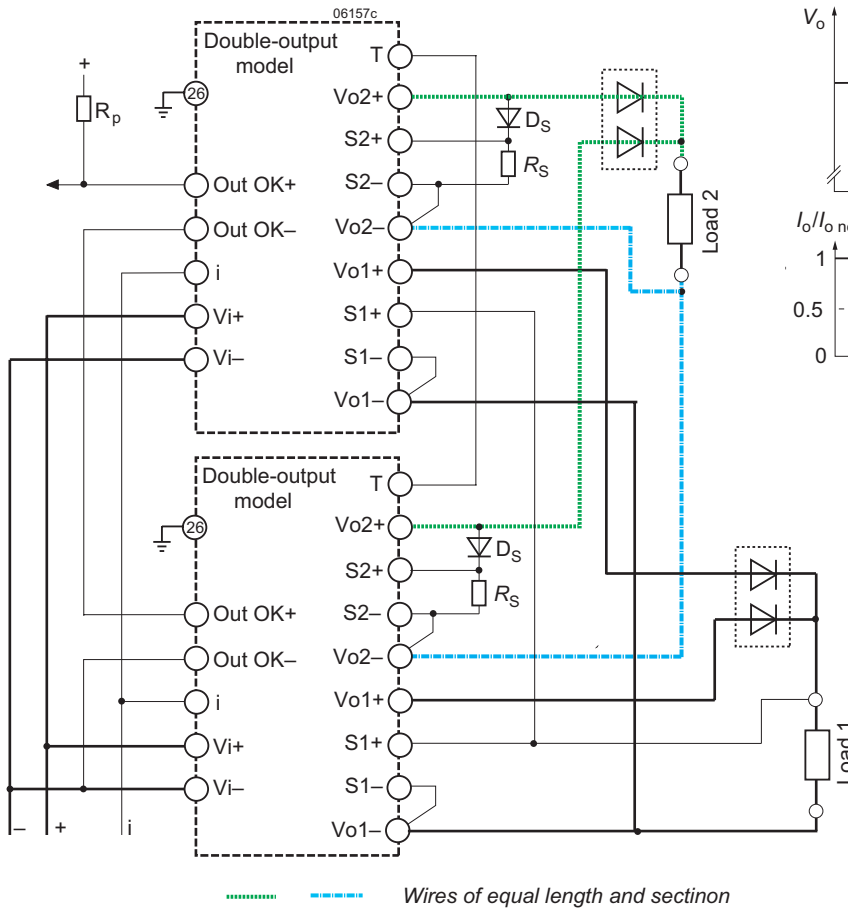 06157c
Double-output
model
T
+
26
Vo2+
DS
Rp
S2+
RS
Out OK+
S2–
Out OK–
Vo2–
Load 2
i
Vo1+
Vi+
S1+
Vi–
S1–
Vo1–
Vo
Io/Io n
1
0.5
0
Double-output
model
T
26
Vo2+
DS
S2+
RS
Out OK+
S2–
Out OK–
Vo2–
i
Vo1+
Vi+
S1+
Load 1
Vi–
S1–
Vo1–
– + i
Wires of equal length and sectinon